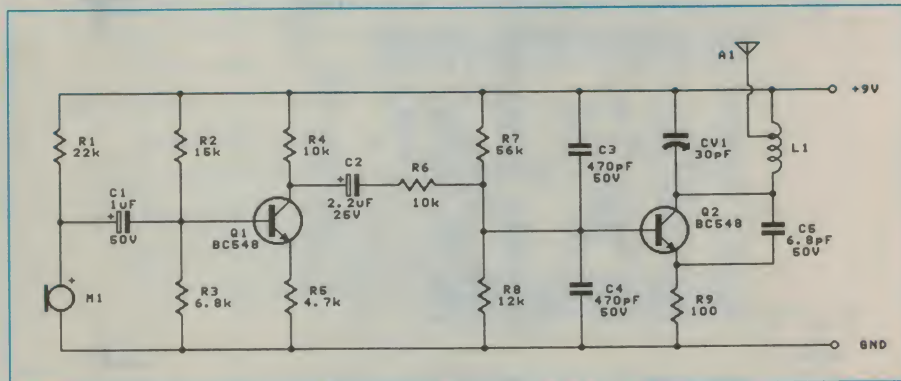 A1
+9V
R1
22k
R2
15k
R4
10k
C2
2.2uF
25V
R6
10k
R7
56k
C3
470pF
50V
CV1
30pF
L1
C1
1uF
50V
Q1
BC548
Q2
BC548
C5
6.8pF
50V
M1
R3
6.8k
R5
4.7k
R8
12k
C4
470pF
50V
R9
100
GND